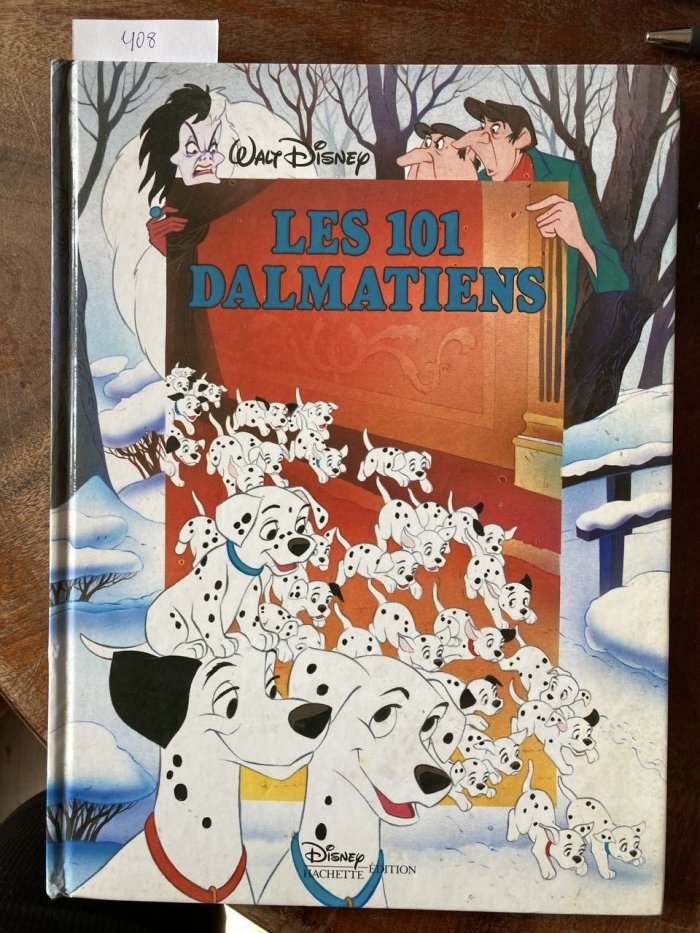 408
WALT DISNEY
LES 101
DALMATIENS
DISNEY
HACHETTE ÉDITION